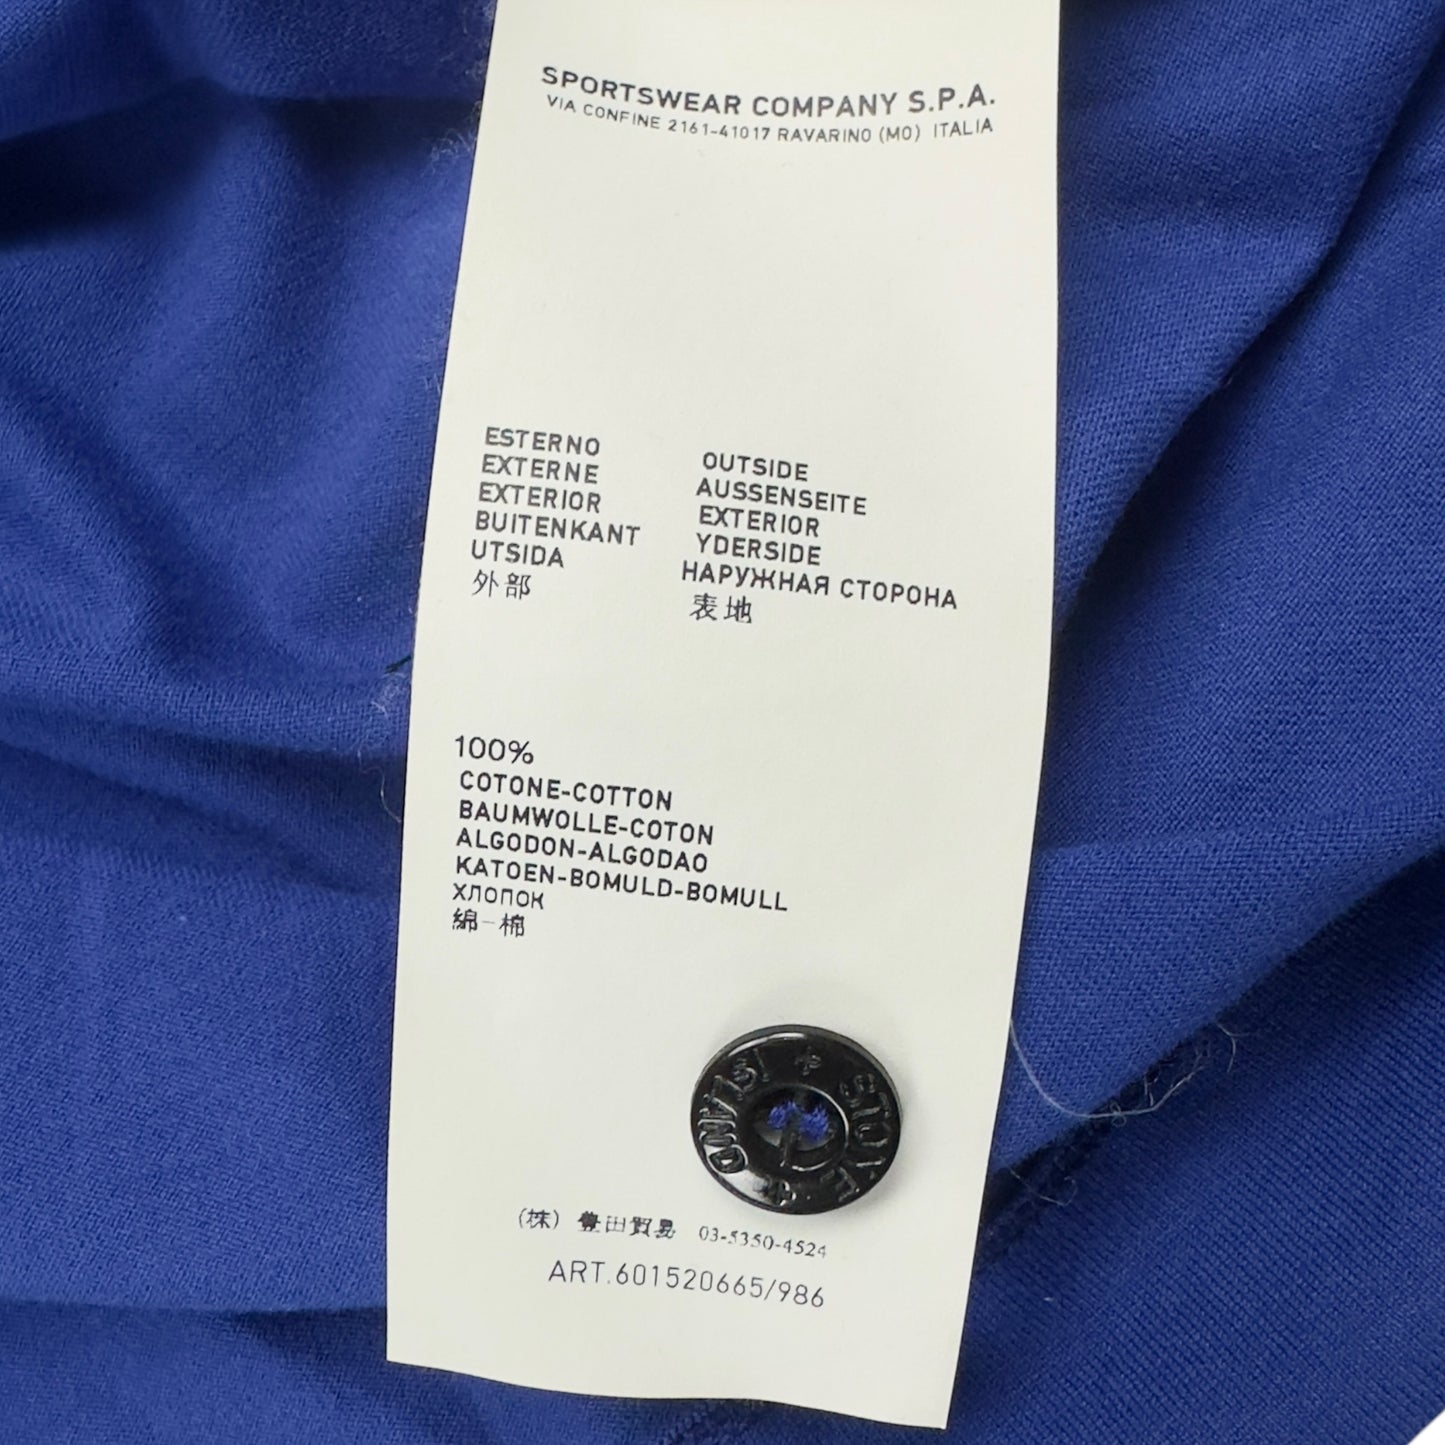 SPORTSWEAR COMPANY S.P.A.
VIA CONFINE 2161-41017 RAVARINO (MO) ITALIA
ESTERNO
EXTERNE
EXTERIOR
BUITENKANT
UTSIDA
外部
OUTSIDE
AUSSENSEITE
EXTERIOR
YDERSIDE
НАРУЖНАЯ СТОРОНА
表地
100%
COTONE-COTTON
BAUMWOLLE-COTON
ALGODON-ALGODAO
KATOEN-BOMULD-BOMULL
ХЛОПОК
綿-棉
STONE ISLAND
(株) 豊田貿易 03-5350-4524
ART.601520665/986